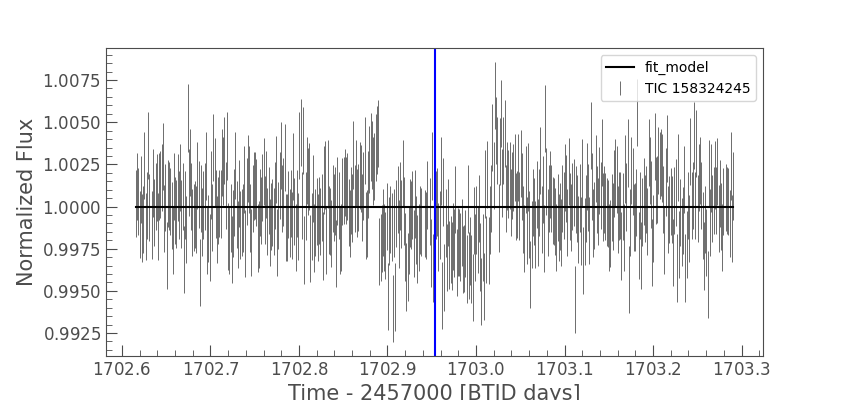 fit_model
TIC 158324245
1.0075
1.0050
1.0025
1.0000
0.9975
0.9950
0.9925
Normalized Flux
1702.6 1702.7 1702.8 1702.9 1703.0 1703.1 1703.2 1703.3
Time - 2457000 [BTJD days]